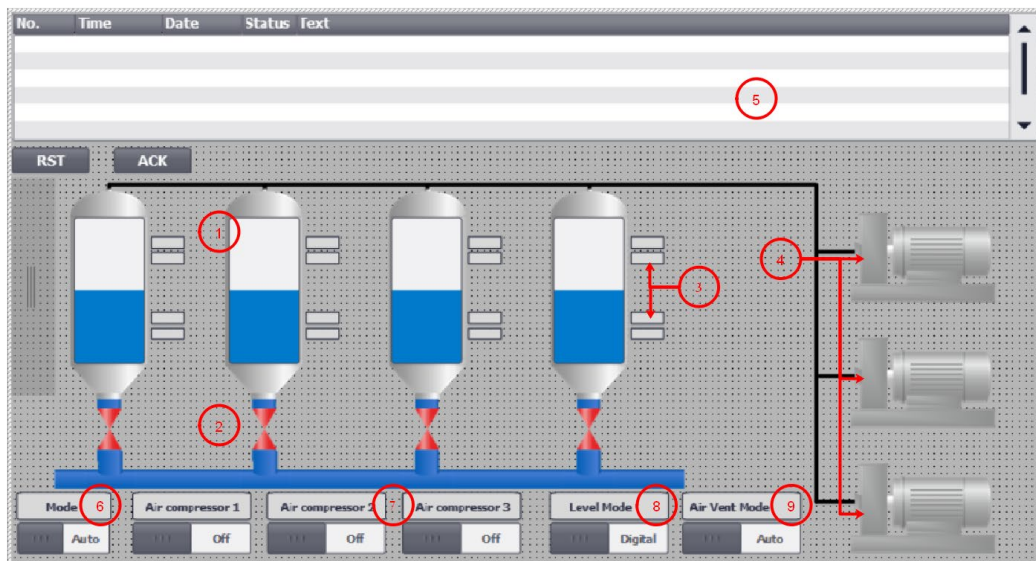 No. Time Date Status Text
5
RST ACK
1
4
3
2
Mode 6 Air compressor 1 Air compressor 2 7 Air compressor 3 Level Mode 8 Air Vent Mode 9
Auto Off Off Off Digital Auto